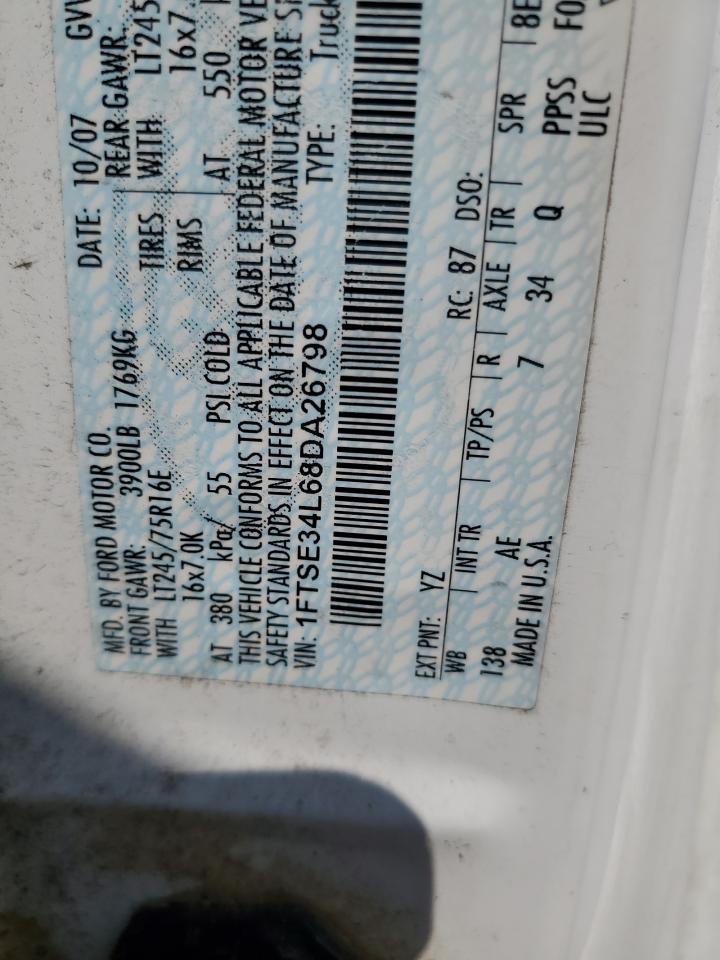 MFD. BY FORD MOTOR CO.
DATE: 10/07 GVW
FRONT GAWR: 3900LB 1769KG REAR GAWR:
WITH LT245/75R16E TIRES WITH LT245
16x7.0K RIMS 16x7.
AT 380 kPa/ 55 PSI COLD AT 550
THIS VEHICLE CONFORMS TO ALL APPLICABLE FEDERAL MOTOR VE
SAFETY STANDARDS IN EFFECT ON THE DATE OF MANUFACTURE S
VIN: 1FTSE34L68DA26798 TYPE: Truck
EXT PNT: YZ RC: 87 DSO:
WB INT TR TP/PS R AXLE TR SPR 8E
138 AE 7 34 Q PPSS F0
MADE IN U.S.A. ULC